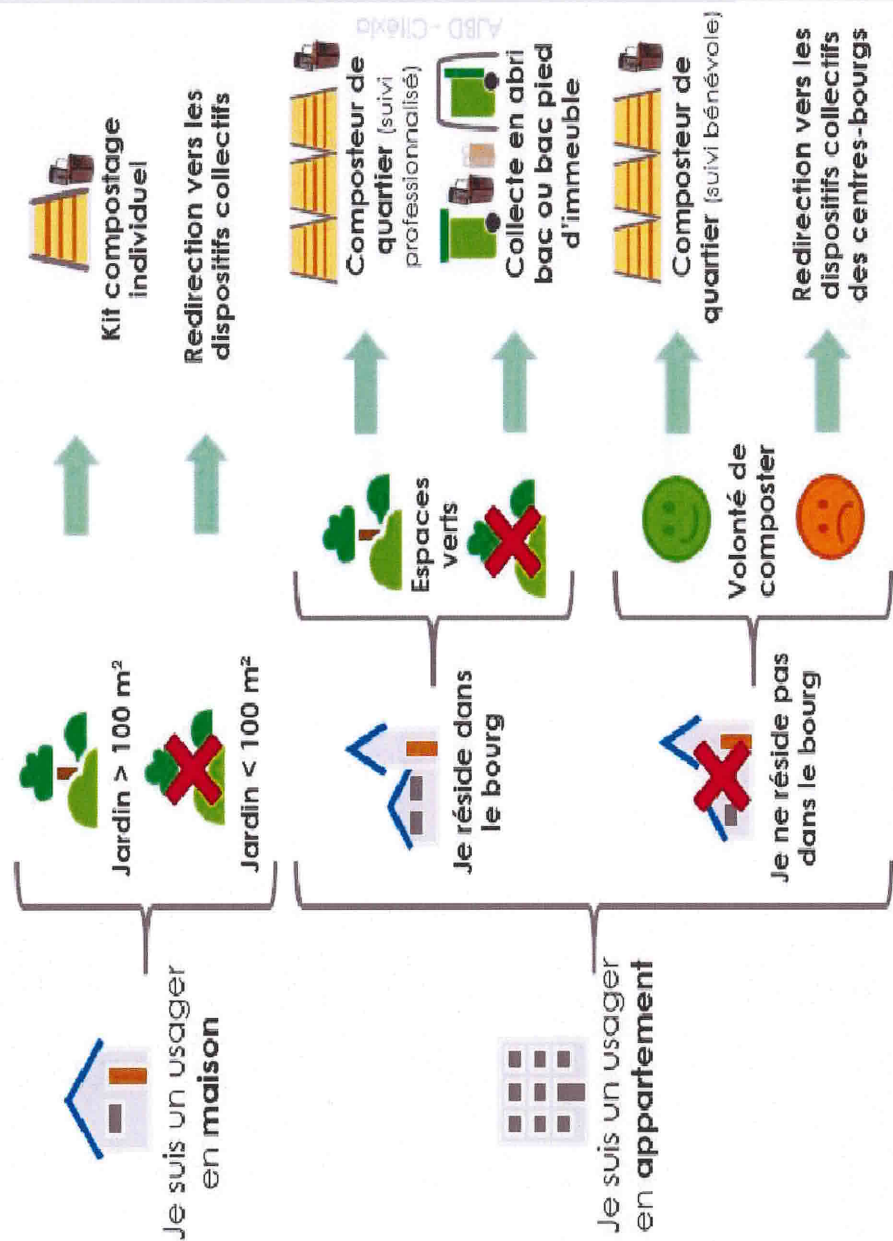 Je suis un usager
en maison
Jardin > 100 m²
Kit compostage
individuel
Jardin < 100 m²
Redirection vers les
dispositifs collectifs
Je suis un usager
en appartement
Je réside dans
le bourg
Espaces
verts
Composteur de
quartier (suivi
professionnalisé)
Collecte en abri
bac ou bac pied
d'immeuble
Je ne réside pas
dans le bourg
Volonté de
composter
Composteur de
quartier (suivi bénévole)
Redirection vers les
dispositifs collectifs
des centres-bourgs
AJBD - Citéxia